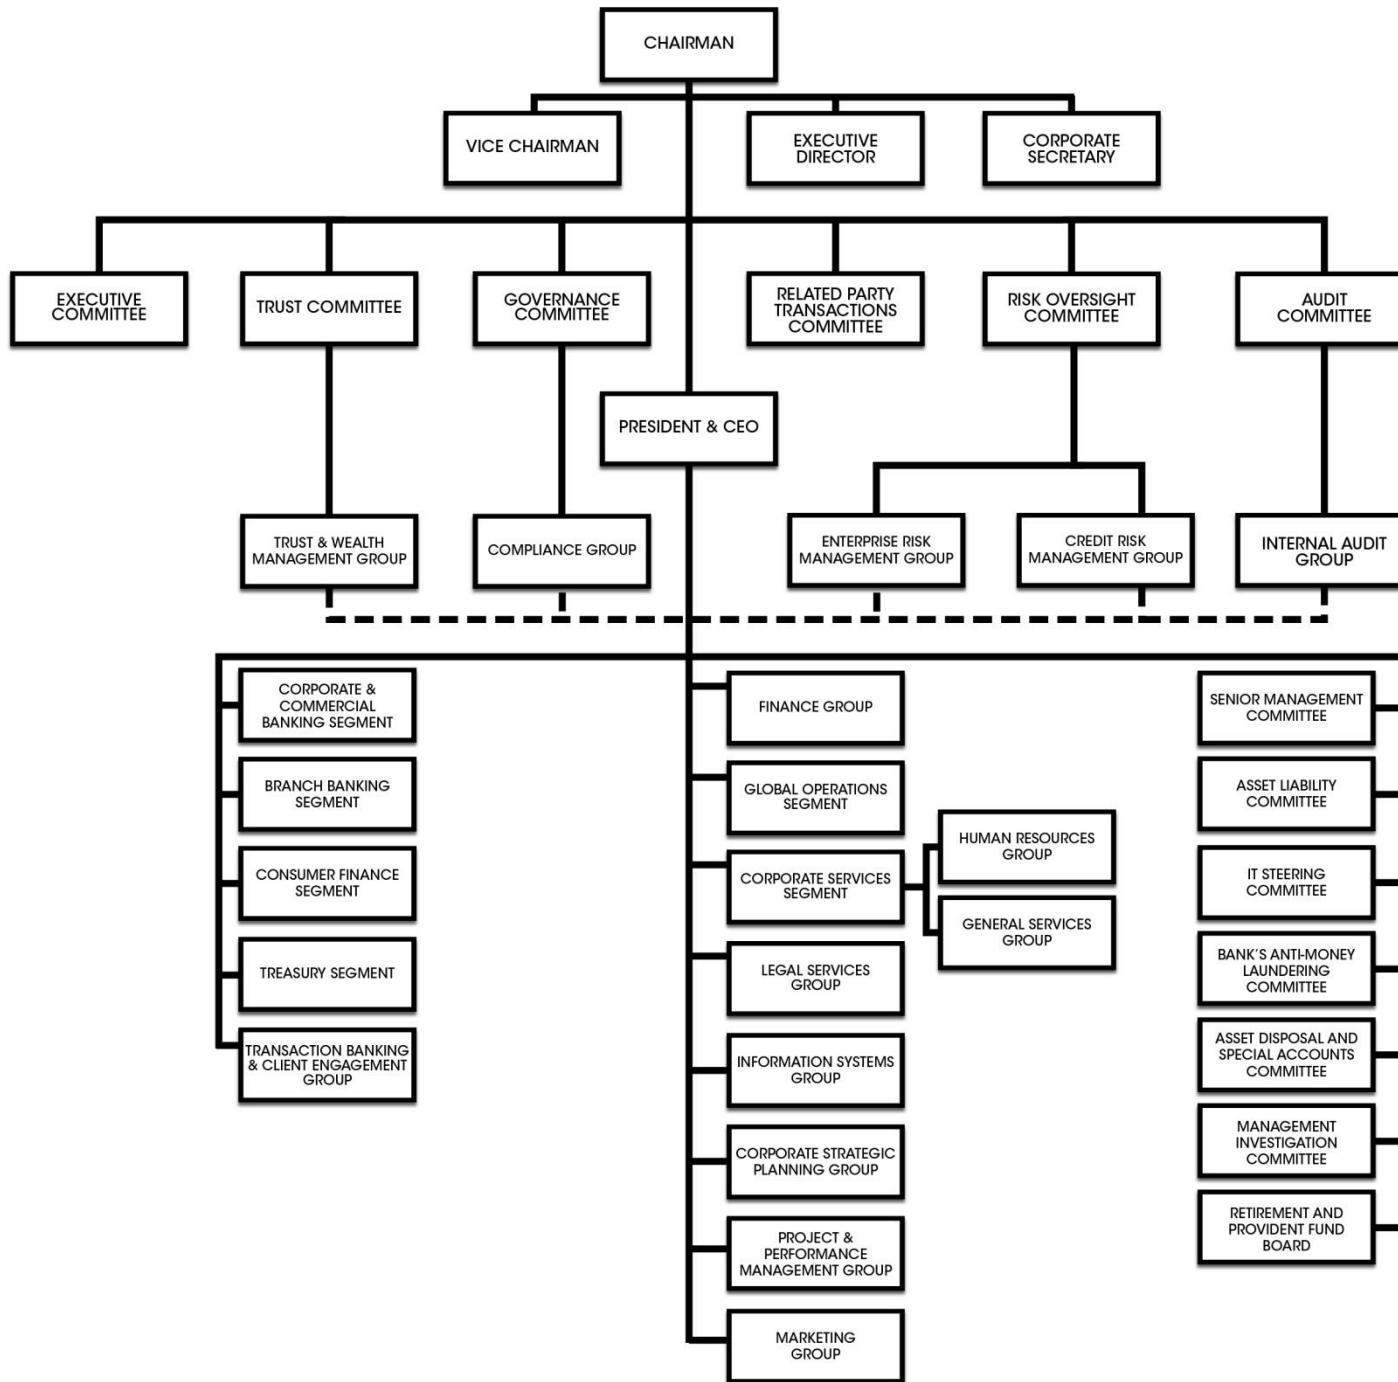 CHAIRMAN
VICE CHAIRMAN
EXECUTIVE
DIRECTOR
CORPORATE
SECRETARY
EXECUTIVE
COMMITTEE
TRUST COMMITTEE
GOVERNANCE
COMMITTEE
RELATED PARTY
TRANSACTIONS
COMMITTEE
RISK OVERSIGHT
COMMITTEE
AUDIT
COMMITTEE
PRESIDENT & CEO
TRUST & WEALTH
MANAGEMENT GROUP
COMPLIANCE GROUP
ENTERPRISE RISK
MANAGEMENT GROUP
CREDIT RISK
MANAGEMENT GROUP
INTERNAL AUDIT
GROUP
CORPORATE &
COMMERCIAL
BANKING SEGMENT
BRANCH BANKING
SEGMENT
CONSUMER FINANCE
SEGMENT
TREASURY SEGMENT
TRANSACTION BANKING
& CLIENT ENGAGEMENT
GROUP
FINANCE GROUP
GLOBAL OPERATIONS
SEGMENT
CORPORATE SERVICES
SEGMENT
HUMAN RESOURCES
GROUP
GENERAL SERVICES
GROUP
LEGAL SERVICES
GROUP
INFORMATION SYSTEMS
GROUP
CORPORATE STRATEGIC
PLANNING GROUP
PROJECT &
PERFORMANCE
MANAGEMENT GROUP
MARKETING
GROUP
SENIOR MANAGEMENT
COMMITTEE
ASSET LIABILITY
COMMITTEE
IT STEERING
COMMITTEE
BANK'S ANTI-MONEY
LAUNDERING
COMMITTEE
ASSET DISPOSAL AND
SPECIAL ACCOUNTS
COMMITTEE
MANAGEMENT
INVESTIGATION
COMMITTEE
RETIREMENT AND
PROVIDENT FUND
BOARD